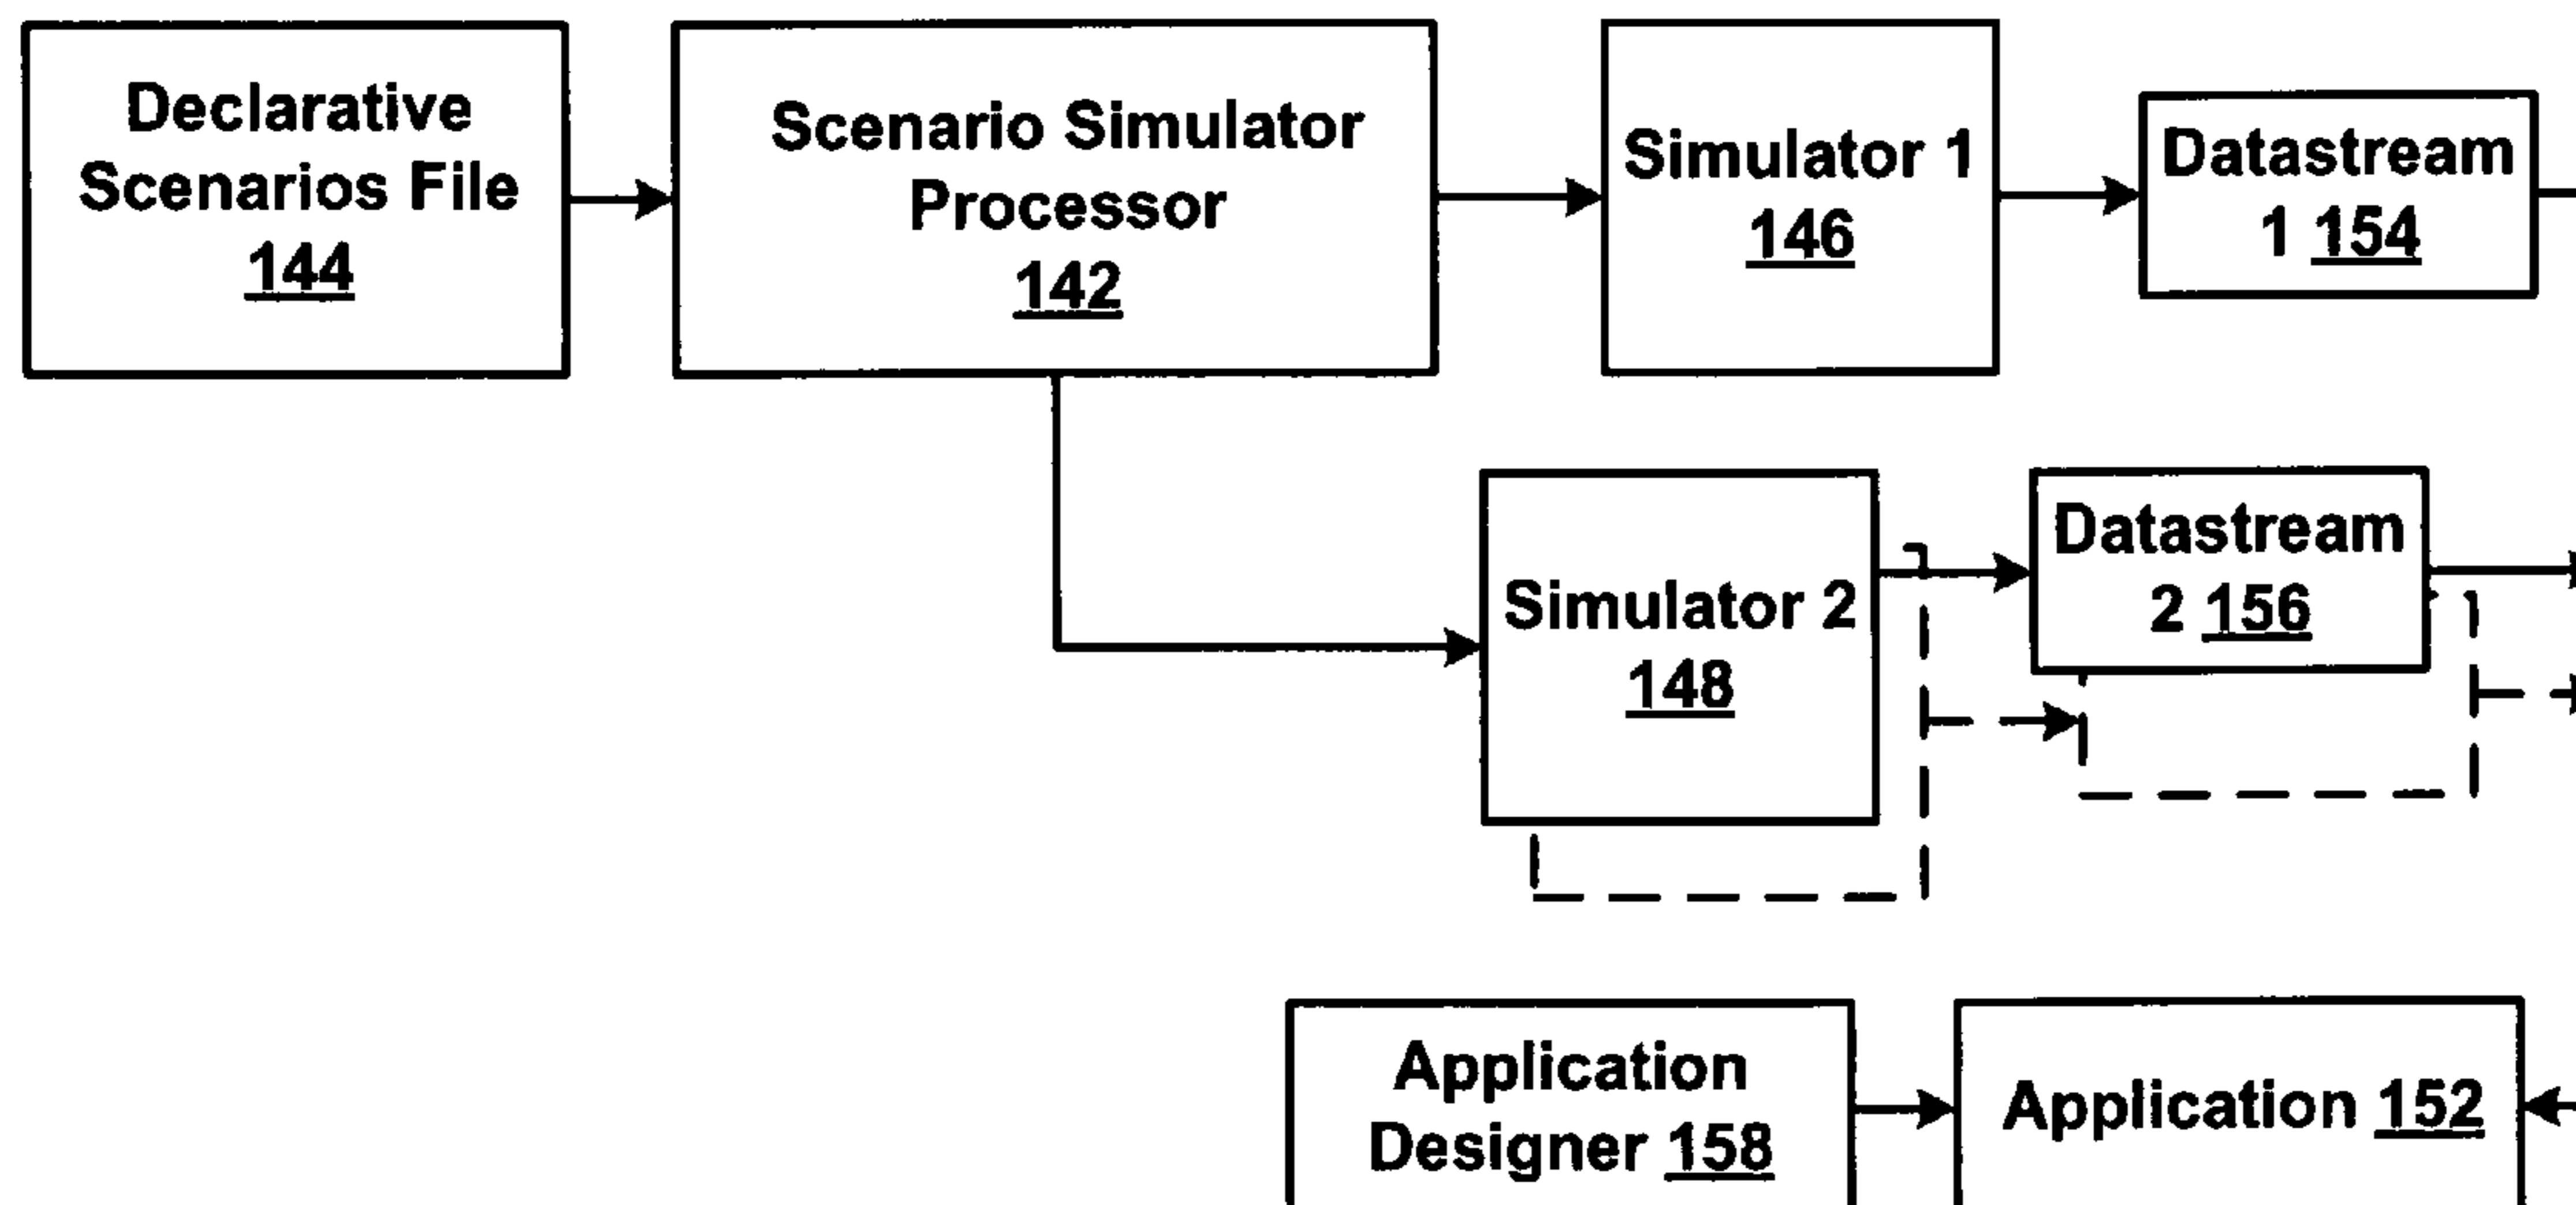 Declarative
Scenarios File
144
Scenario Simulator
Processor
142
Simulator 1
146
Datastream
1 154
Simulator 2
148
Datastream
2 156
Application
Designer 158
Application 152